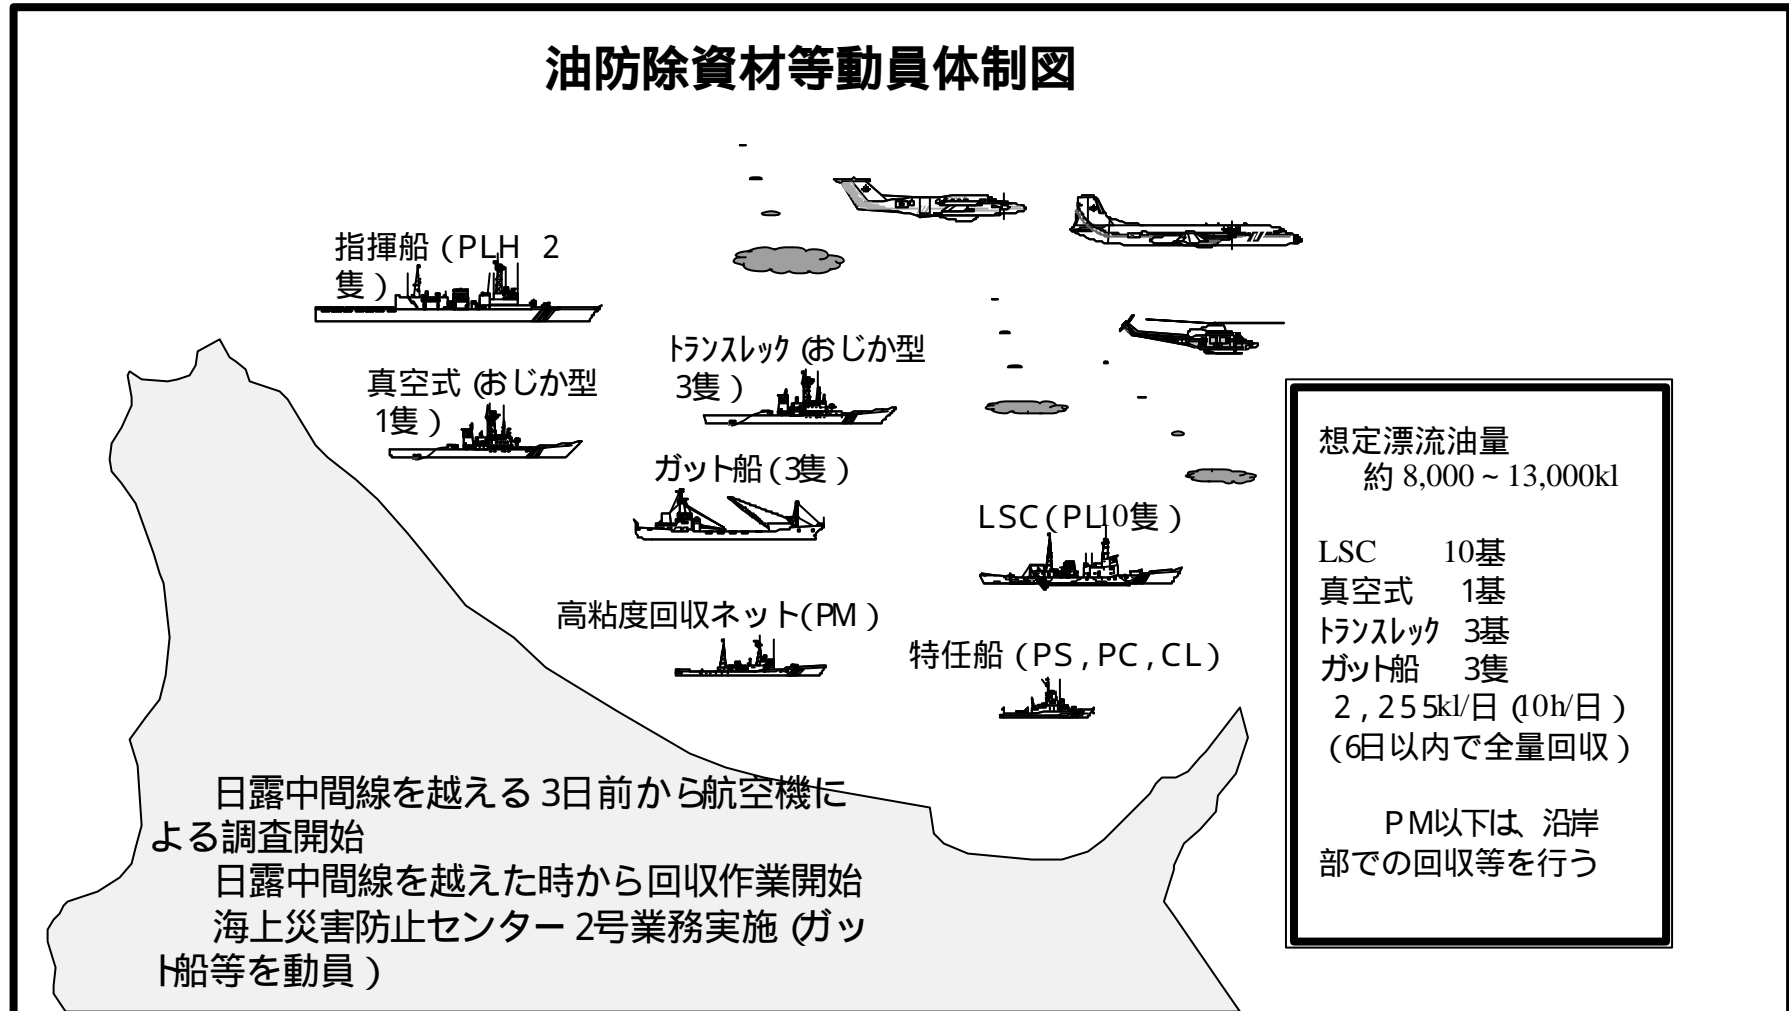 油防除資材等動員体制図
指揮船(PLH 2
隻)
トランスレック(おじか型
3隻)
真空式(おじか型
1隻)
ガット船(3隻)
LSC(PL10隻)
高粘度回収ネット(PM)
特任船(PS,PC,CL)
日露中間線を越える3日前から航空機に
よる調査開始
日露中間線を越えた時から回収作業開始
海上災害防止センター2号業務実施(ガッ
ト船等を動員)
想定漂流油量
約 8,000~13,000kl
LSC 10基
真空式 1基
トランスレック 3基
ガット船 3隻
2,255kl/日(10h/日)
(6日以内で全量回収)
PM以下は、沿岸
部での回収等を行う